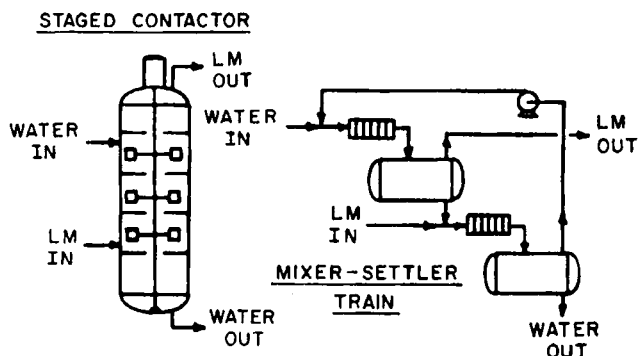 STAGED CONTACTOR
LM
OUT
WATER
IN
LM
IN
WATER
OUT
WATER
IN
LM
OUT
LM
IN
MIXER-SETTLER
TRAIN
WATER
OUT